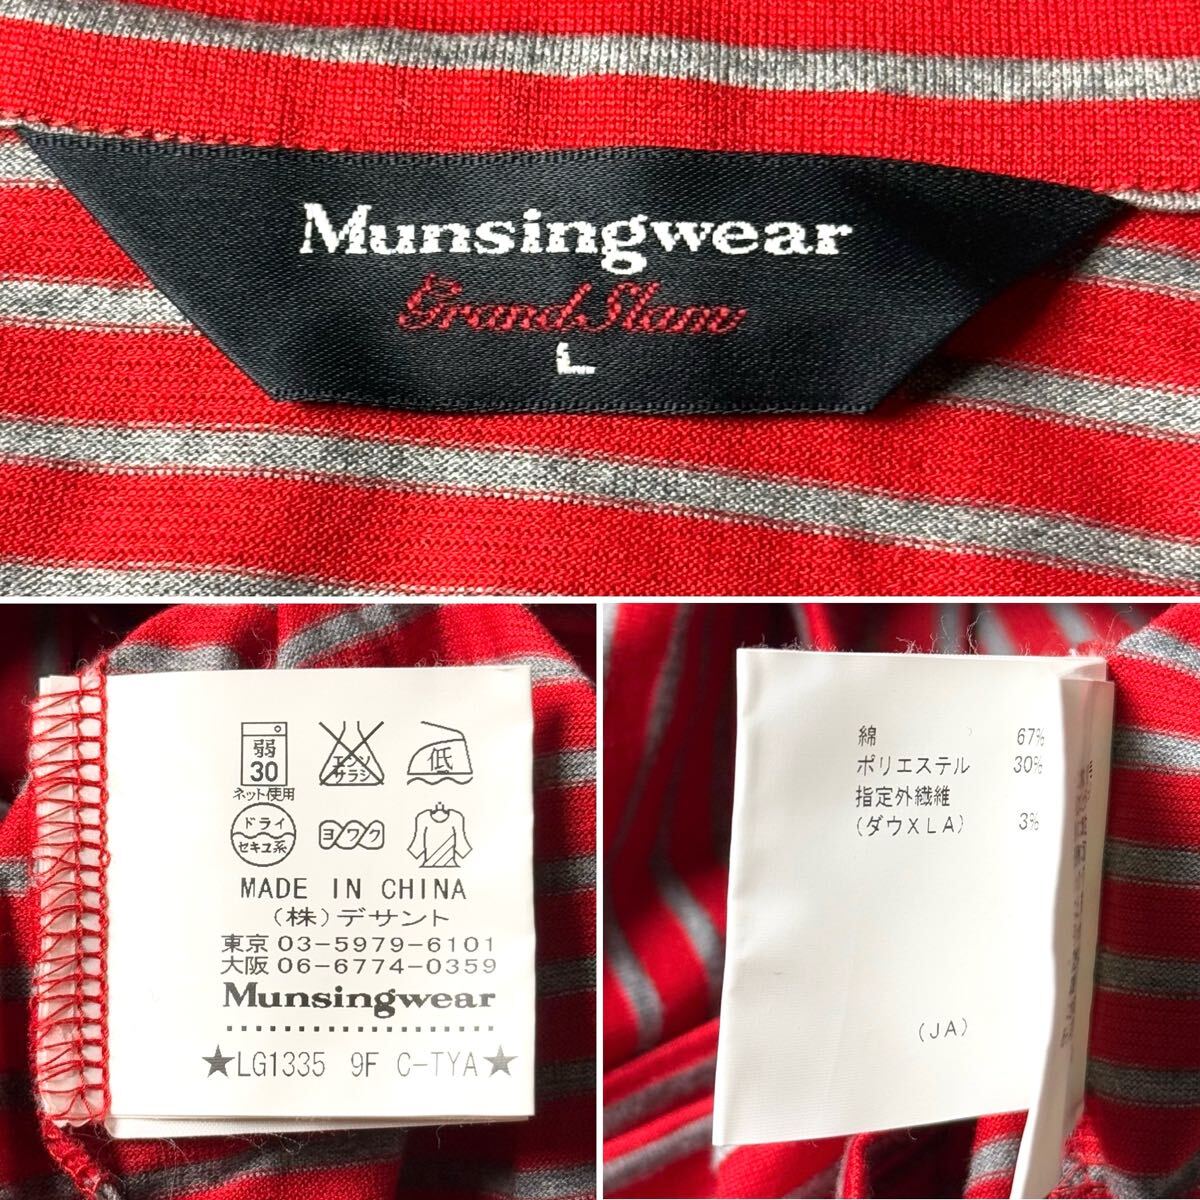 Munsingwear
Grand Slam
L
弱
30
ネット使用
エンソ
サラシ
低
ドライ
セキユ系
ヨワク
MADE IN CHINA
(株)デサント
東京 03-5979-6101
大阪 06-6774-0359
Munsingwear
★LG1335 9F C-TYA★
綿 67%
ポリエステル 30%
指定外繊維
(ダウXLA) 3%
(JA)